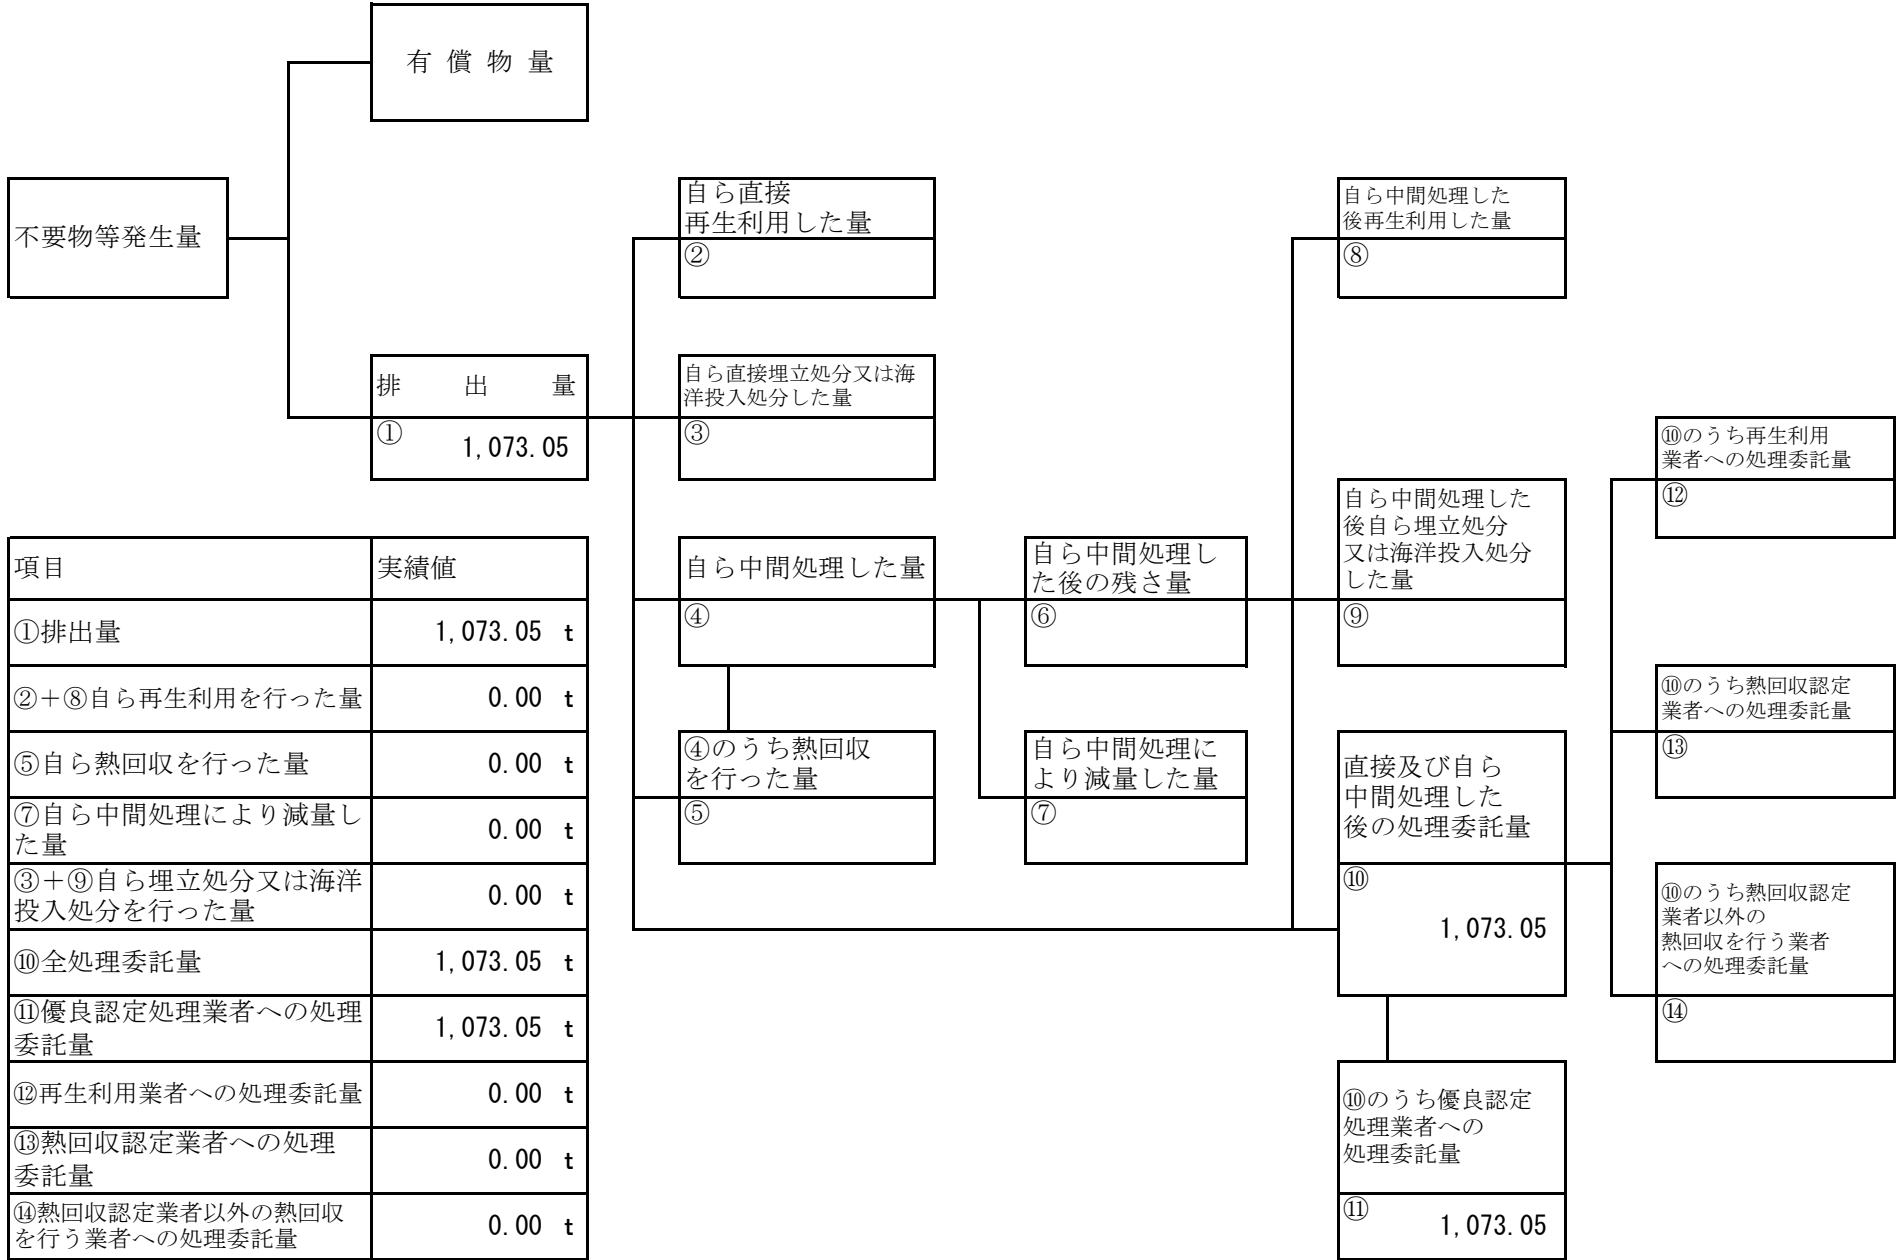 有償物量
不要物等発生量
排出量
①
1,073.05
自ら直接
再生利用した量
②
自ら直接埋立処分又は海
洋投入処分した量
③
自ら中間処理した量
④
④のうち熱回収
を行った量
⑤
自ら中間処理し
た後の残さ量
⑥
自ら中間処理に
より減量した量
⑦
自ら中間処理した
後再生利用した量
⑧
自ら中間処理した
後自ら埋立処分
又は海洋投入処分
した量
⑨
直接及び自ら
中間処理した
後の処理委託量
⑩
1,073.05
⑩のうち優良認定
処理業者への
処理委託量
⑪
1,073.05
⑩のうち再生利用
業者への処理委託量
⑫
⑩のうち熱回収認定
業者への処理委託量
⑬
⑩のうち熱回収認定
業者以外の
熱回収を行う業者
への処理委託量
⑭
項目 実績値
①排出量 1,073.05 t
②+⑧自ら再生利用を行った量 0.00 t
⑤自ら熱回収を行った量 0.00 t
⑦自ら中間処理により減量し
た量 0.00 t
③+⑨自ら埋立処分又は海洋
投入処分を行った量 0.00 t
⑩全処理委託量 1,073.05 t
⑪優良認定処理業者への処理
委託量 1,073.05 t
⑫再生利用業者への処理委託量 0.00 t
⑬熱回収認定業者への処理
委託量 0.00 t
⑭熱回収認定業者以外の熱回収
を行う業者への処理委託量 0.00 t